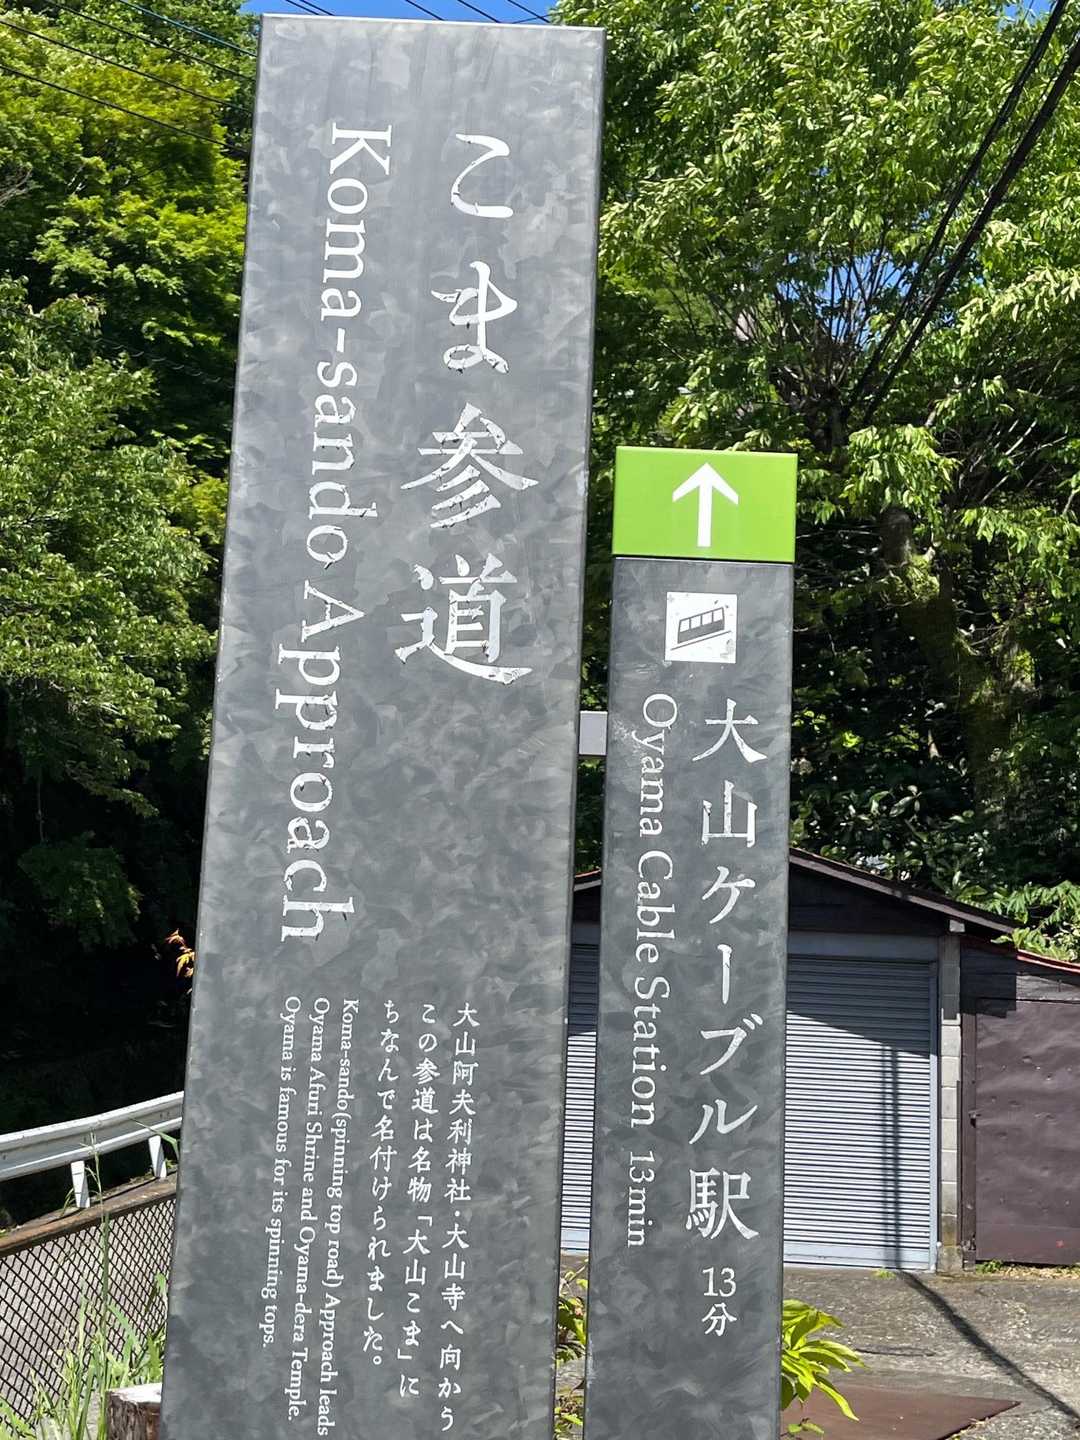 こま参道
Koma-sando Approach
大山阿夫利神社・大山寺へ向かう
この参道は名物「大山こま」に
ちなんで名付けられました。
Koma-sando(spinning top road) Approach leads
Oyama Afuri Shrine and Oyama-dera Temple.
Oyama is famous for its spinning tops.
大山ケーブル駅 13分
Oyama Cable Station 13min